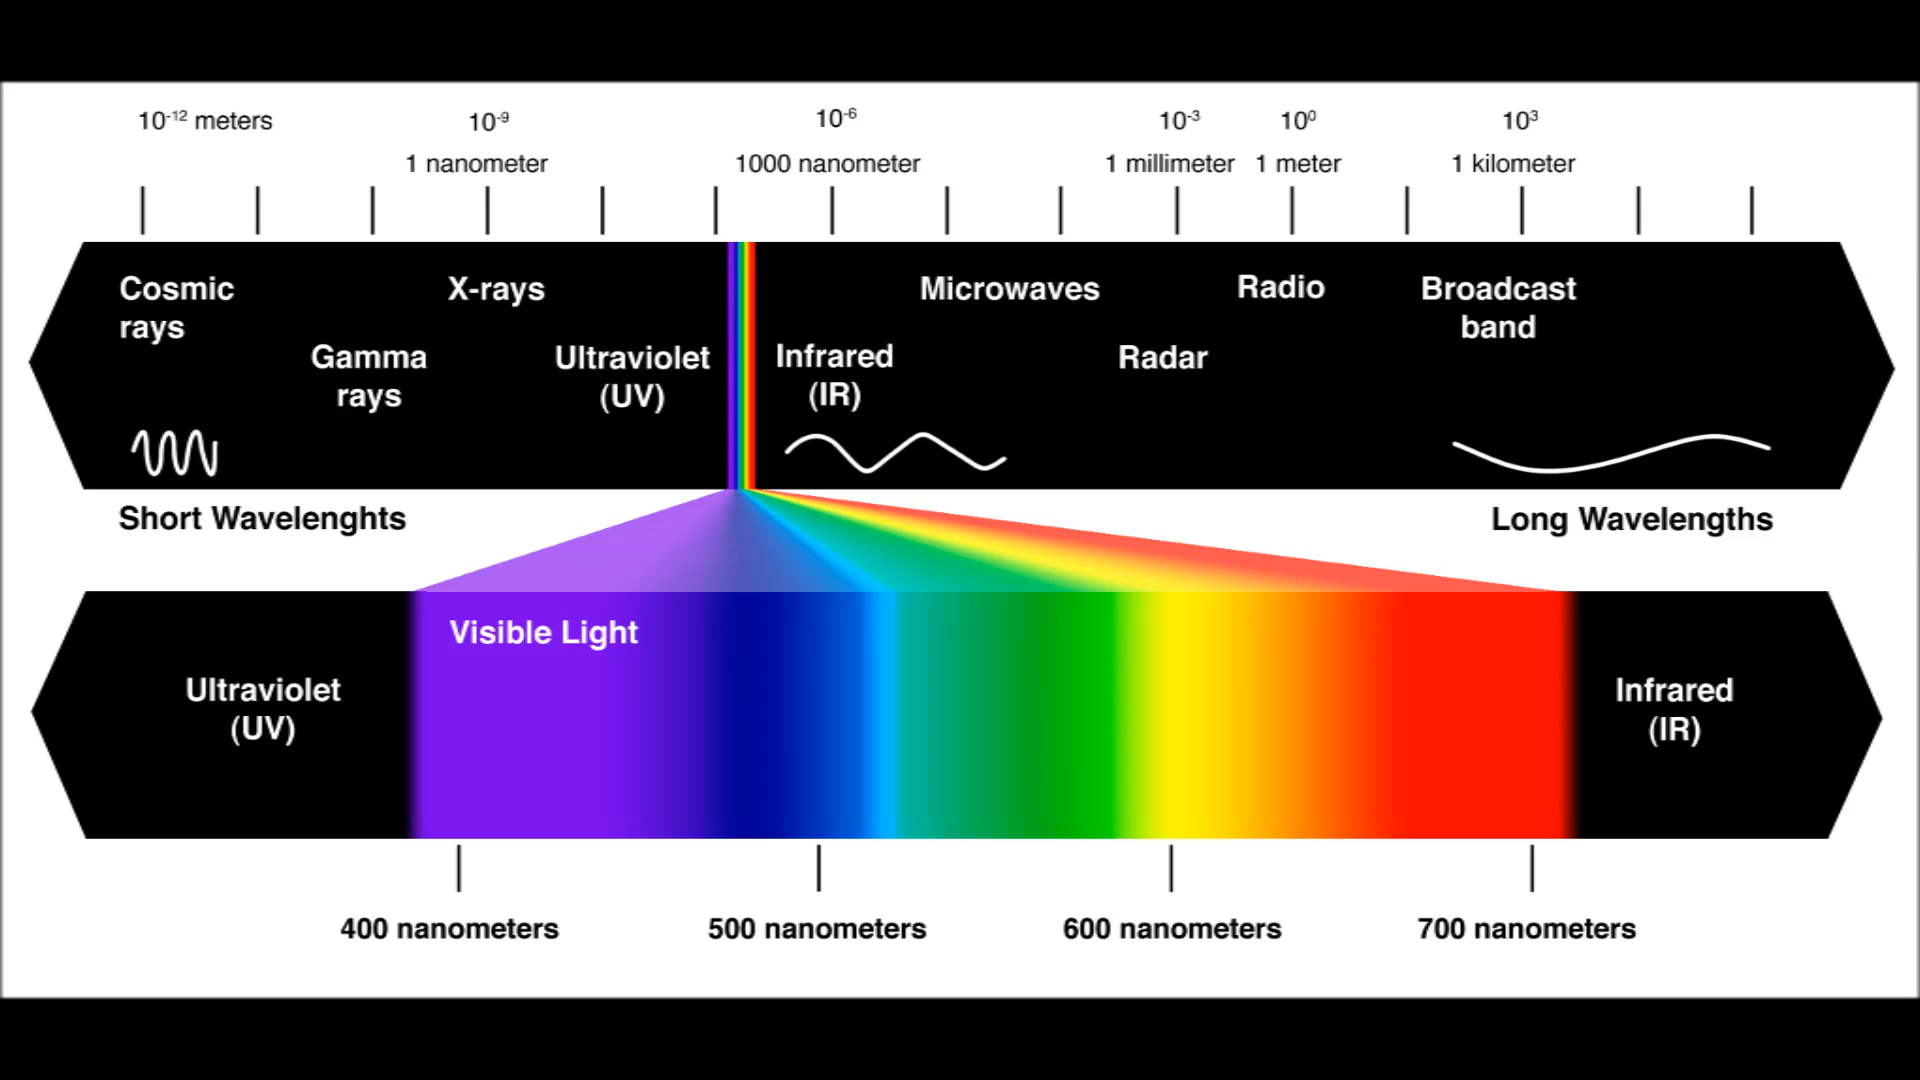 10⁻¹² meters
10⁻⁹
10⁻⁶
10⁻³
10⁰
10³
1 nanometer
1000 nanometer
1 millimeter
1 meter
1 kilometer
Cosmic
rays
X-rays
Microwaves
Radio
Broadcast
band
Gamma
rays
Ultraviolet
(UV)
Infrared
(IR)
Radar
Short Wavelenghts
Long Wavelengths
Visible Light
Ultraviolet
(UV)
Infrared
(IR)
400 nanometers
500 nanometers
600 nanometers
700 nanometers